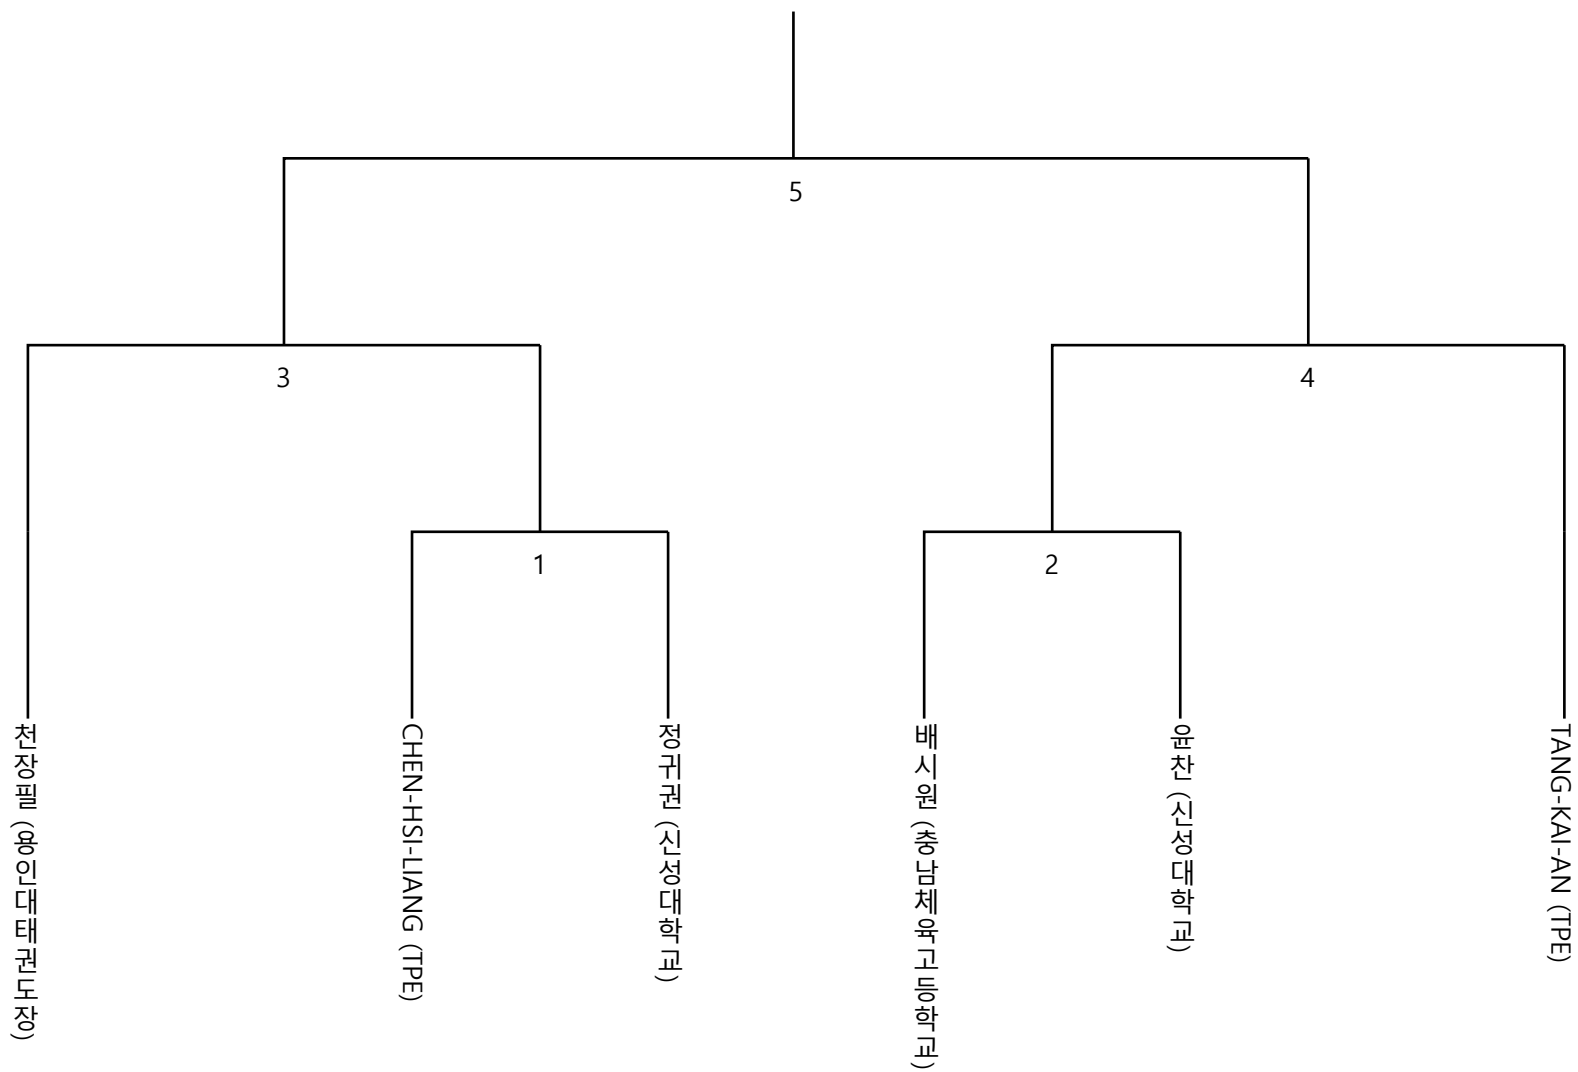 5
3
4
1
2
천장필 (용인대태권도장)
CHEN-HSI-LIANG (TPE)
정귀권 (신성대학교)
배시원 (충남체육고등학교)
윤찬 (신성대학교)
TANG-KAI-AN (TPE)